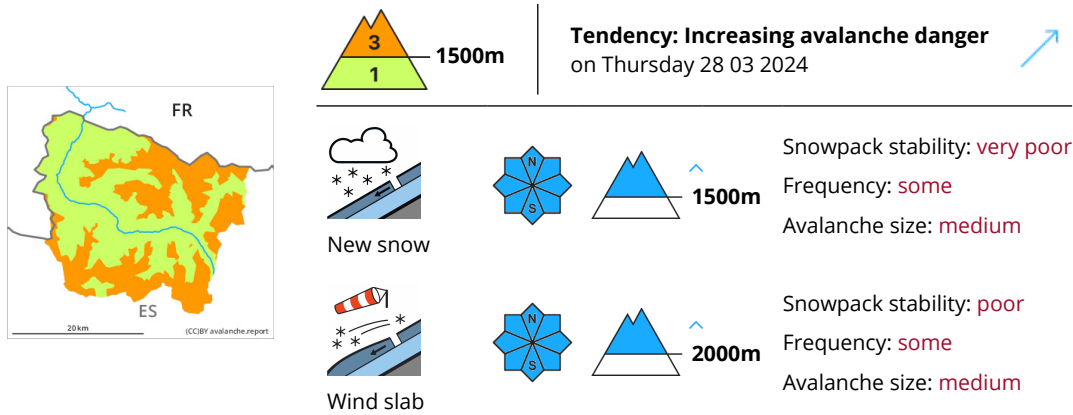 FR
ES
20 km
(CC)BY avalanche.report
3
1
1500m
Tendency: Increasing avalanche danger
on Thursday 28 03 2024
New snow
N
S
1500m
Snowpack stability: very poor
Frequency: some
Avalanche size: medium
Wind slab
N
S
2000m
Snowpack stability: poor
Frequency: some
Avalanche size: medium